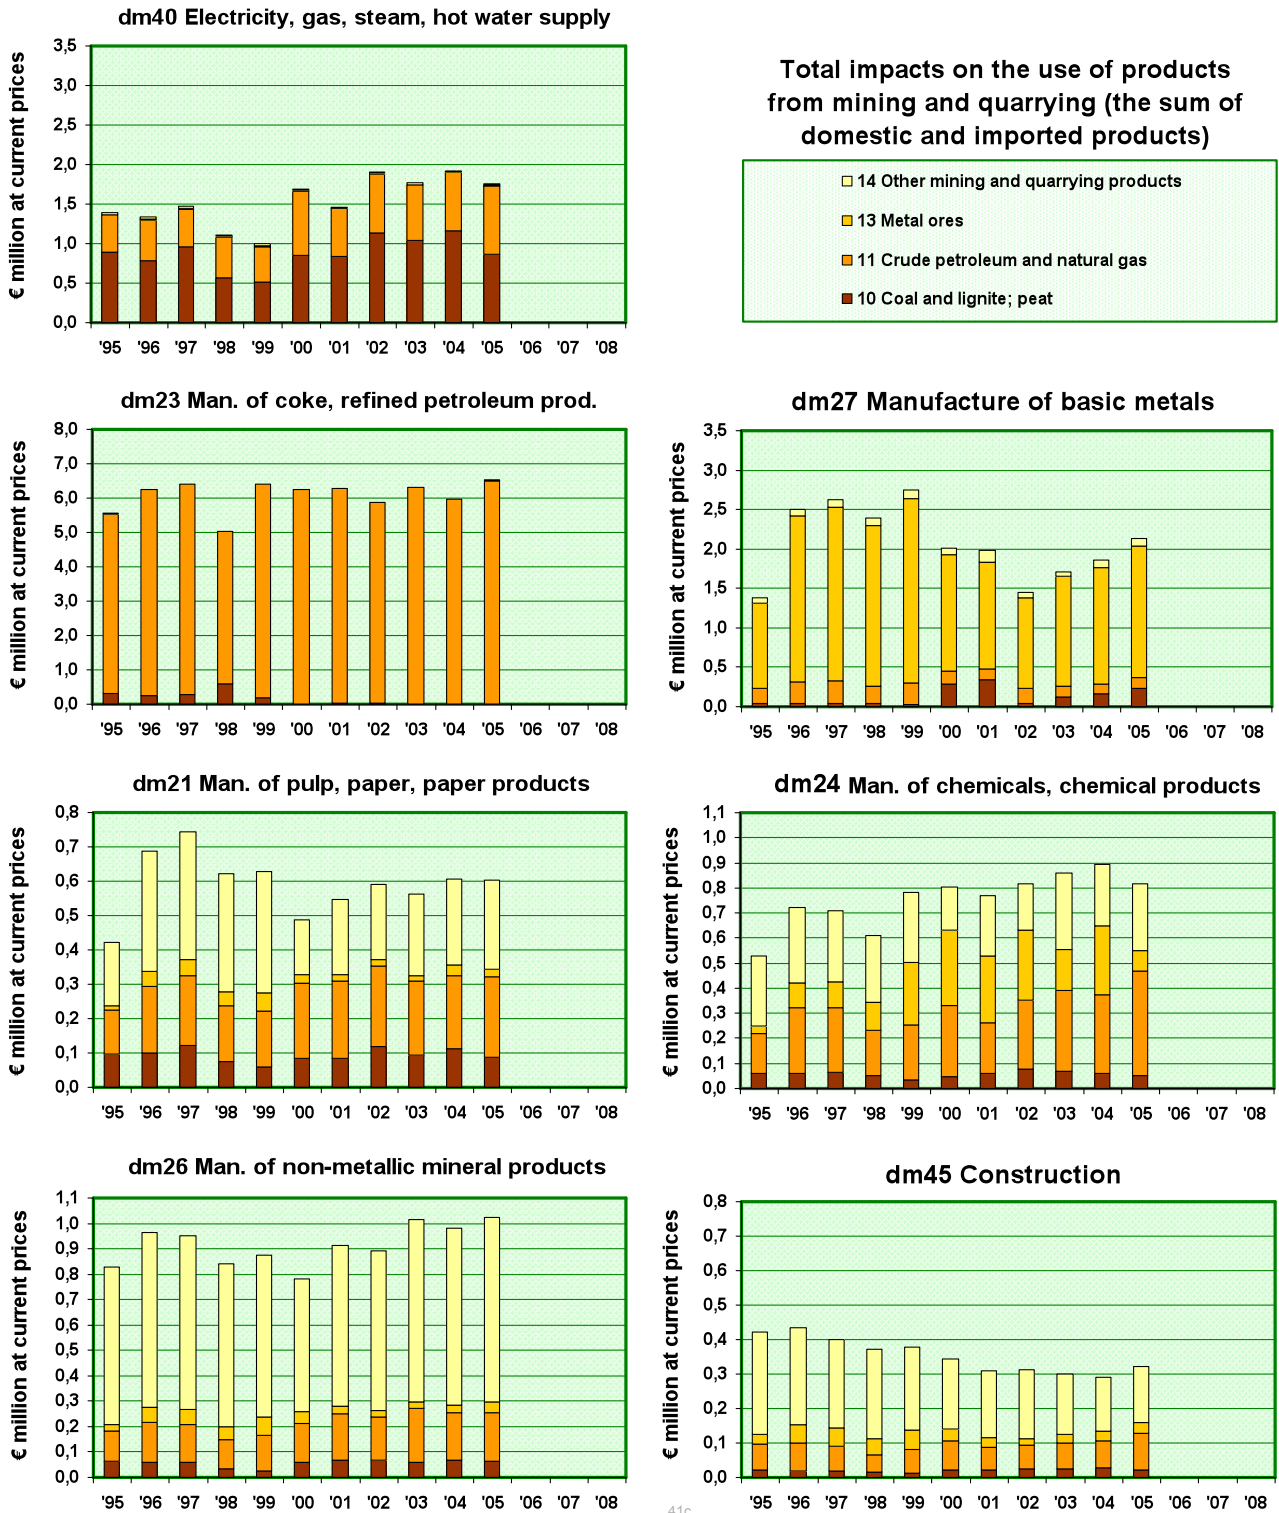 dm40 Electricity, gas, steam, hot water supply
€ million at current prices
3,5
3,0
2,5
2,0
1,5
1,0
0,5
0,0
'95 '96 '97 '98 '99 '00 '01 '02 '03 '04 '05 '06 '07 '08
Total impacts on the use of products
from mining and quarrying (the sum of
domestic and imported products)
14 Other mining and quarrying products
13 Metal ores
11 Crude petroleum and natural gas
10 Coal and lignite; peat
dm23 Man. of coke, refined petroleum prod.
€ million at current prices
8,0
7,0
6,0
5,0
4,0
3,0
2,0
1,0
0,0
'95 '96 '97 '98 '99 '00 '01 '02 '03 '04 '05 '06 '07 '08
dm27 Manufacture of basic metals
€ million at current prices
3,5
3,0
2,5
2,0
1,5
1,0
0,5
0,0
'95 '96 '97 '98 '99 '00 '01 '02 '03 '04 '05 '06 '07 '08
dm21 Man. of pulp, paper, paper products
€ million at current prices
0,8
0,7
0,6
0,5
0,4
0,3
0,2
0,1
0,0
'95 '96 '97 '98 '99 '00 '01 '02 '03 '04 '05 '06 '07 '08
dm24 Man. of chemicals, chemical products
€ million at current prices
1,1
1,0
0,9
0,8
0,7
0,6
0,5
0,4
0,3
0,2
0,1
0,0
'95 '96 '97 '98 '99 '00 '01 '02 '03 '04 '05 '06 '07 '08
dm26 Man. of non-metallic mineral products
€ million at current prices
1,1
1,0
0,9
0,8
0,7
0,6
0,5
0,4
0,3
0,2
0,1
0,0
'95 '96 '97 '98 '99 '00 '01 '02 '03 '04 '05 '06 '07 '08
dm45 Construction
€ million at current prices
0,8
0,7
0,6
0,5
0,4
0,3
0,2
0,1
0,0
'95 '96 '97 '98 '99 '00 '01 '02 '03 '04 '05 '06 '07 '08
41c